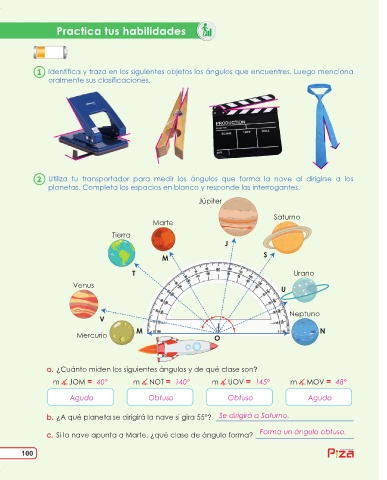 Practica tus habilidades
1 Identifica y traza en los siguientes objetos los ángulos que encuentres. Luego menciona
oralmente sus clasificaciones.
PRODUCTION
2 Utiliza tu transportador para medir los ángulos que forma la nave al dirigirse a los
planetas. Completa los espacios en blanco y responde las interrogantes.
Júpiter
Saturno
Marte
Tierra
J
M
S
T
Urano
Venus
U
Neptuno
V
Mercurio
M
N
O
a. ¿Cuánto miden los siguientes ángulos y de qué clase son?
m∡JOM = 40° m∡NOT = 140° m∡UOV = 145° m∡MOV = 48°
Agudo Obtuso Obtuso Agudo
b. ¿A qué planeta se dirigirá la nave si gira 55°? Se dirigirá a Saturno.
c. Si la nave apunta a Marte, ¿qué clase de ángulo forma? Forma un ángulo obtuso.
100
Piza